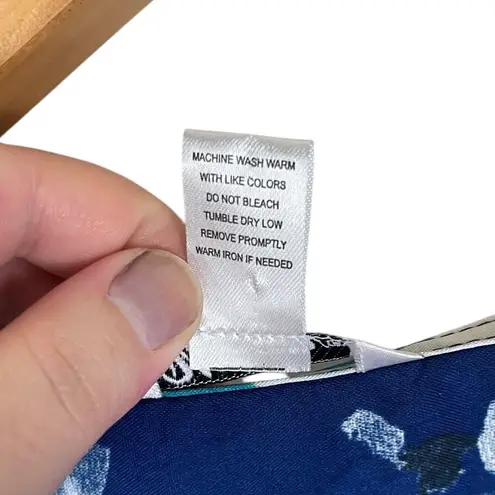 MACHINE WASH WARM
WITH LIKE COLORS
DO NOT BLEACH
TUMBLE DRY LOW
REMOVE PROMPTLY
WARM IRON IF NEEDED